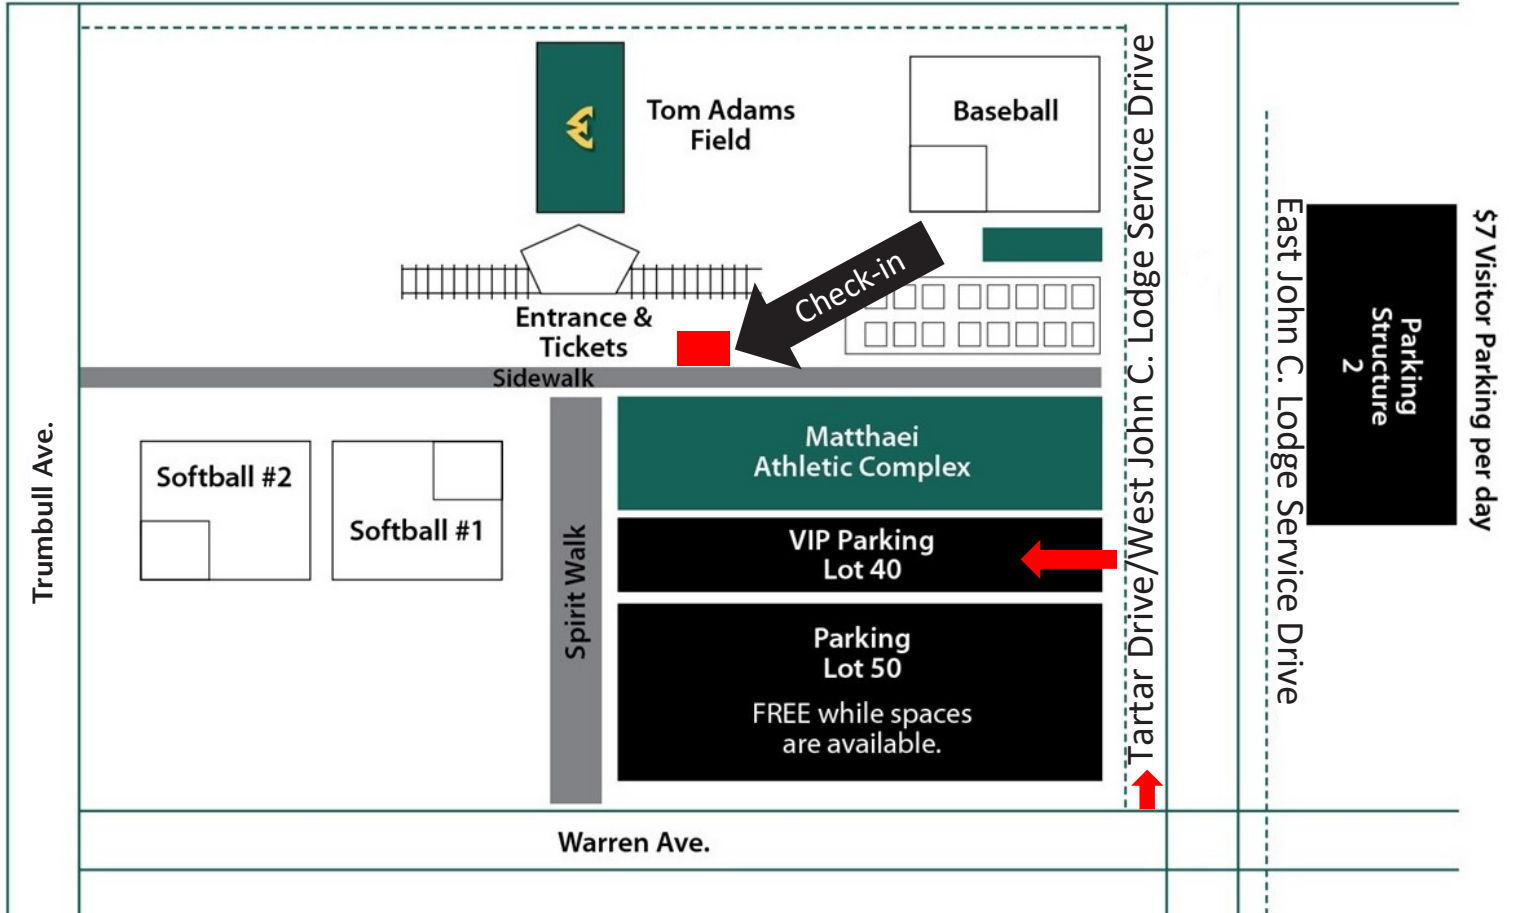 Tom Adams
Field
Baseball
Check-in
Entrance &
Tickets
Sidewalk
Matthaei
Athletic Complex
Softball #2
Softball #1
VIP Parking
Lot 40
Parking
Lot 50
FREE while spaces
are available.
Spirit Walk
Trumbull Ave.
Warren Ave.
Tartar Drive/West John C. Lodge Service Drive
East John C. Lodge Service Drive
Parking
Structure
2
$7 Visitor Parking per day